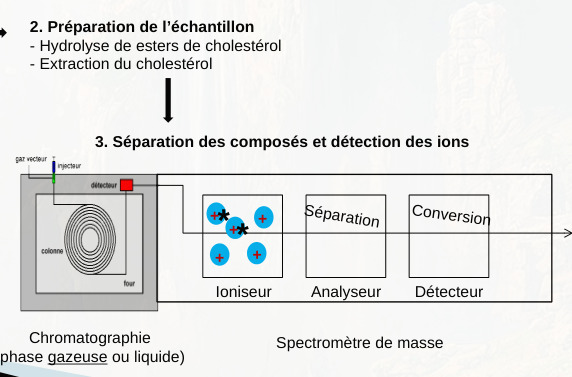 2. Préparation de l’échantillon
- Hydrolyse de esters de cholestérol
- Extraction du cholestérol
3. Séparation des composés et détection des ions
gaz vecteur
injecteur
détecteur
colonne
four
Séparation
Conversion
Ioniseur
Analyseur
Détecteur
Chromatographie
phase gazeuse ou liquide)
Spectromètre de masse